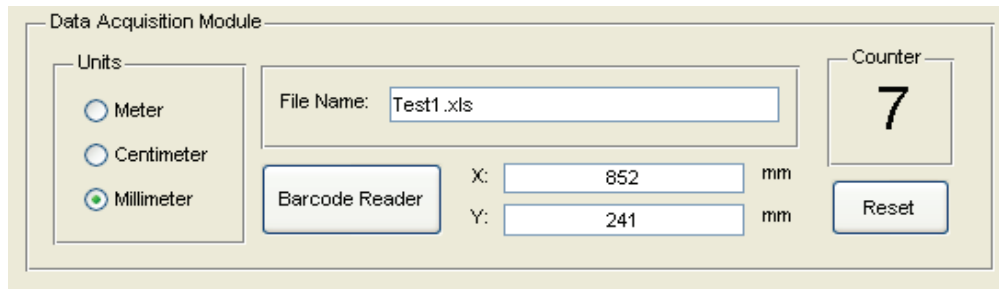 Data Acquisition Module
Units
Meter
Centimeter
Millimeter
File Name: Test1.xls
Barcode Reader
X: 852 mm
Y: 241 mm
Counter
7
Reset